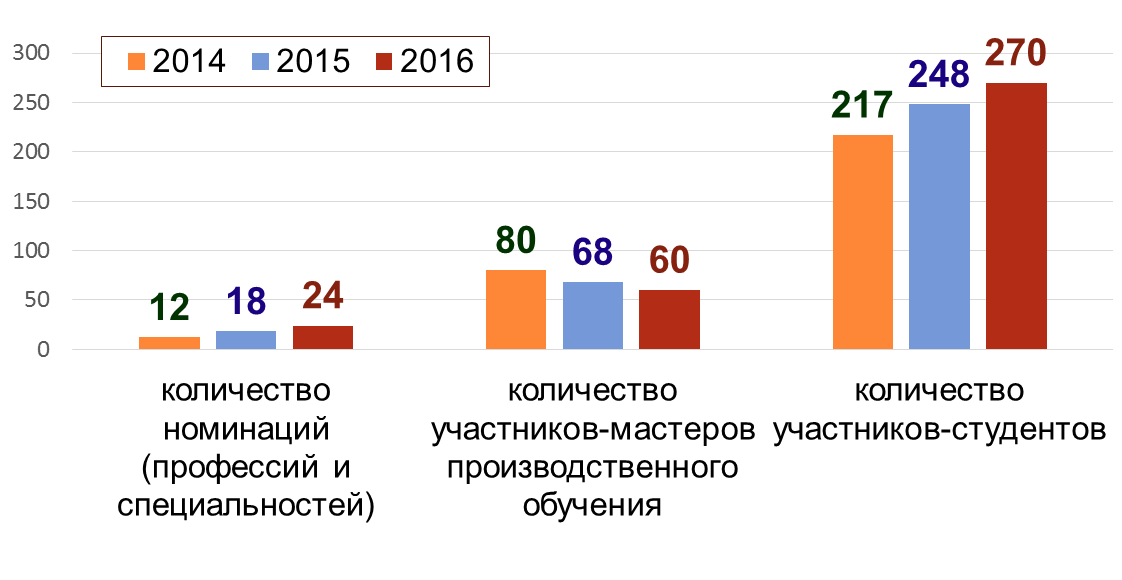 2014 2015 2016
300
250
200
150
100
50
0
12 18 24
80 68 60
217 248 270
количество
номинаций
(профессий и
специальностей)
количество
участников-мастеров
производственного
обучения
количество
участников-студентов